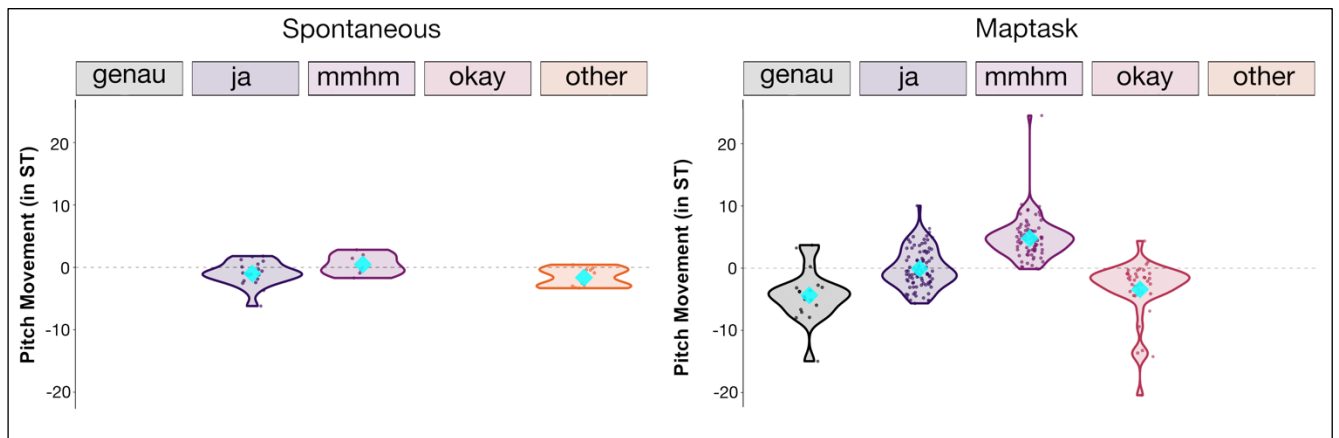 Spontaneous
genau ja mmhm okay other
Pitch Movement (in ST)
20
10
0
-10
-20
Maptask
genau ja mmhm okay other
Pitch Movement (in ST)
20
10
0
-10
-20